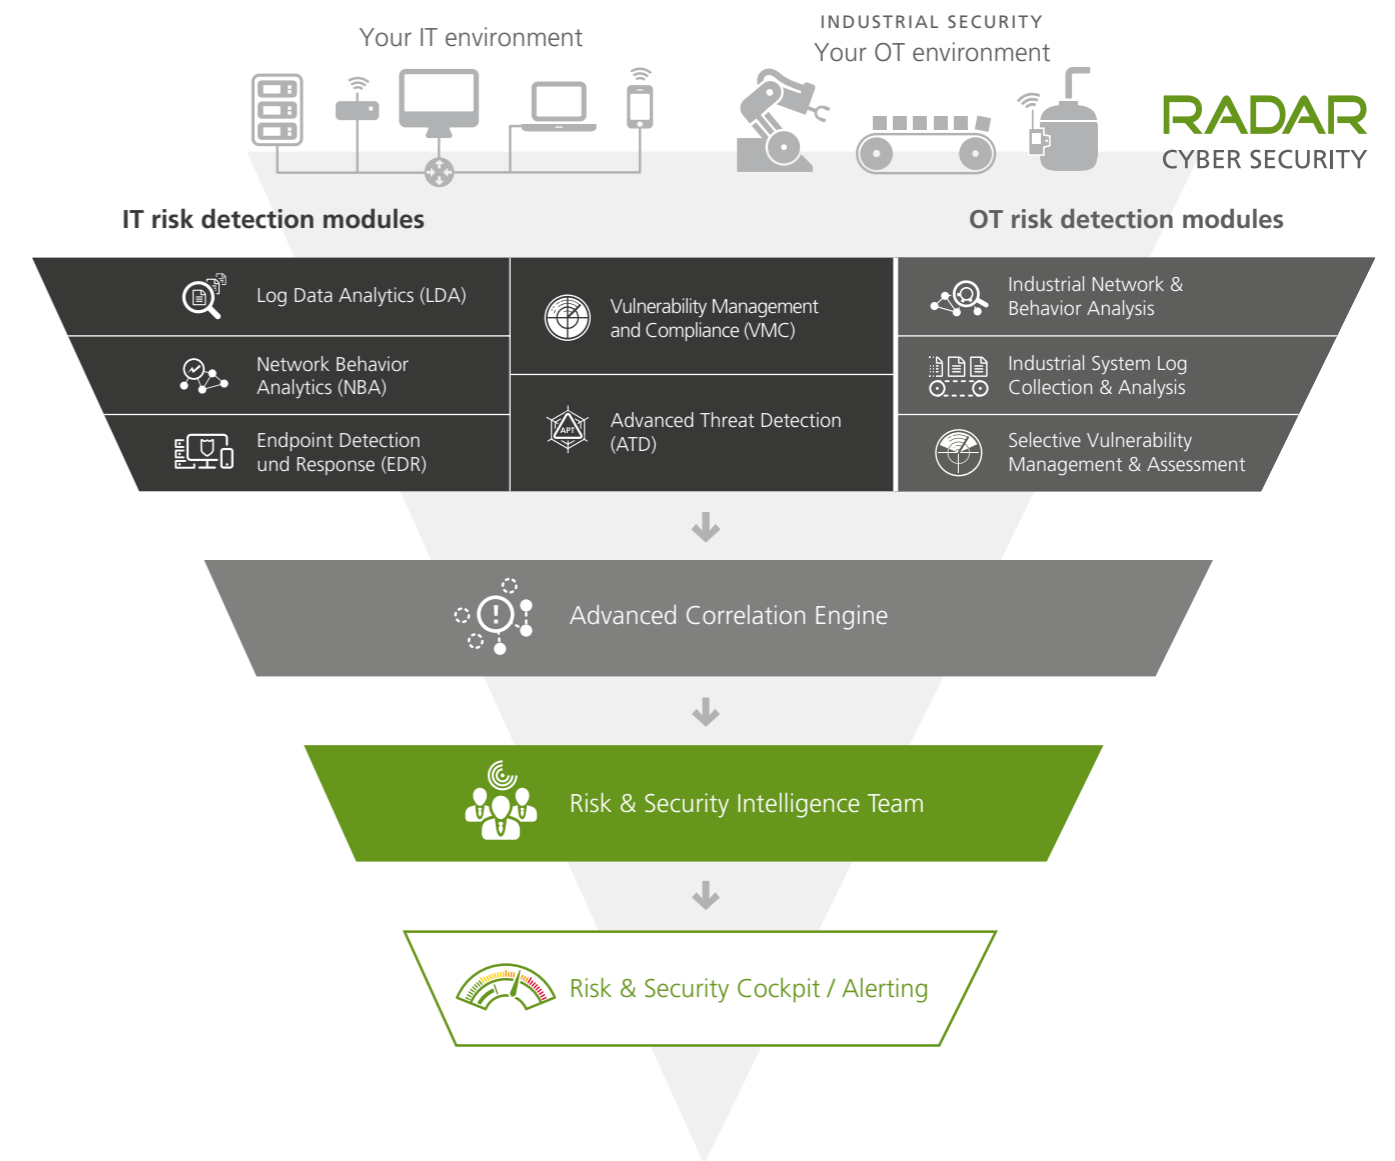 Your IT environment
INDUSTRIAL SECURITY
Your OT environment
RADAR
CYBER SECURITY
IT risk detection modules
OT risk detection modules
Log Data Analytics (LDA)
Network Behavior
Analytics (NBA)
Endpoint Detection
und Response (EDR)
Vulnerability Management
and Compliance (VMC)
APT
Advanced Threat Detection
(ATD)
Industrial Network &
Behavior Analysis
Industrial System Log
Collection & Analysis
Selective Vulnerability
Management & Assessment
Advanced Correlation Engine
Risk & Security Intelligence Team
Risk & Security Cockpit / Alerting